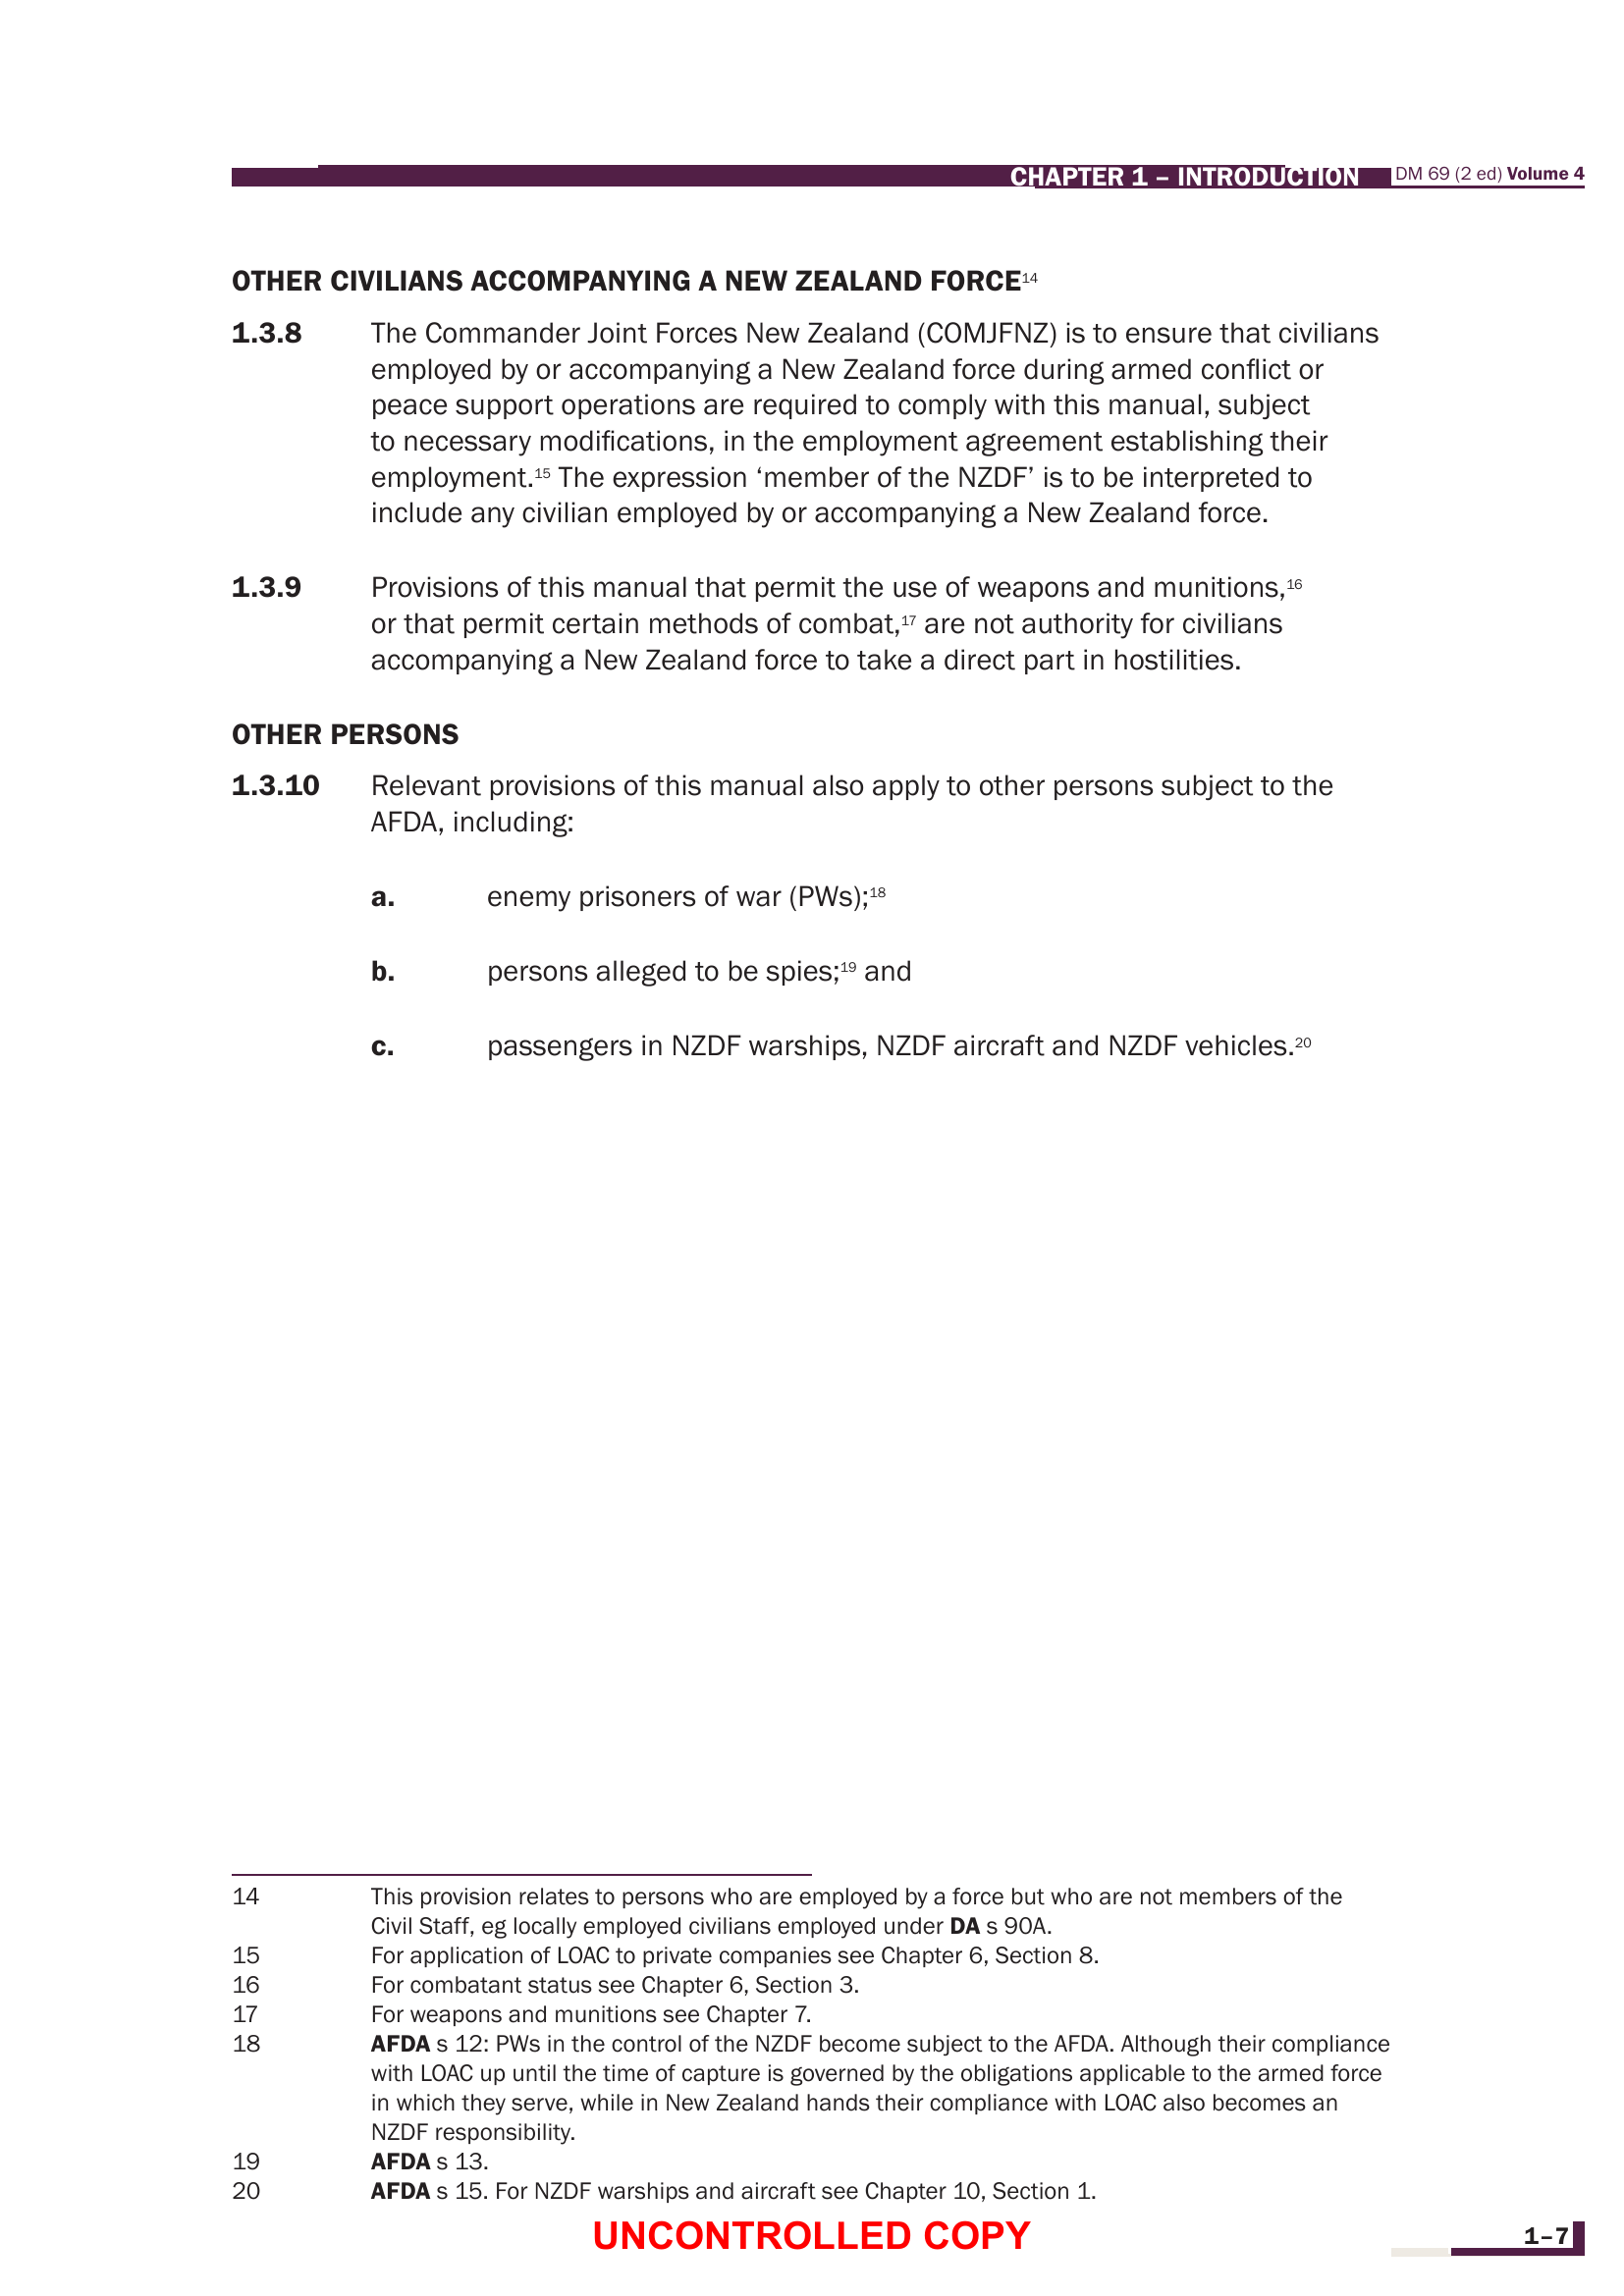 CHAPTER 1 – INTRODUCTION DM 69 (2 ed) Volume 4
OTHER CIVILIANS ACCOMPANYING A NEW ZEALAND FORCE14
1.3.8 The Commander Joint Forces New Zealand (COMJFNZ) is to ensure that civilians
employed by or accompanying a New Zealand force during armed conflict or
peace support operations are required to comply with this manual, subject
to necessary modifications, in the employment agreement establishing their
employment.15 The expression ‘member of the NZDF’ is to be interpreted to
include any civilian employed by or accompanying a New Zealand force.
1.3.9 Provisions of this manual that permit the use of weapons and munitions,16
or that permit certain methods of combat,17 are not authority for civilians
accompanying a New Zealand force to take a direct part in hostilities.
OTHER PERSONS
1.3.10 Relevant provisions of this manual also apply to other persons subject to the
AFDA, including:
a. enemy prisoners of war (PWs);18
b. persons alleged to be spies;19 and
c. passengers in NZDF warships, NZDF aircraft and NZDF vehicles.20
14 This provision relates to persons who are employed by a force but who are not members of the
Civil Staff, eg locally employed civilians employed under DA s 90A.
15 For application of LOAC to private companies see Chapter 6, Section 8.
16 For combatant status see Chapter 6, Section 3.
17 For weapons and munitions see Chapter 7.
18 AFDA s 12: PWs in the control of the NZDF become subject to the AFDA. Although their compliance
with LOAC up until the time of capture is governed by the obligations applicable to the armed force
in which they serve, while in New Zealand hands their compliance with LOAC also becomes an
NZDF responsibility.
19 AFDA s 13.
20 AFDA s 15. For NZDF warships and aircraft see Chapter 10, Section 1.
UNCONTROLLED COPY
1–7